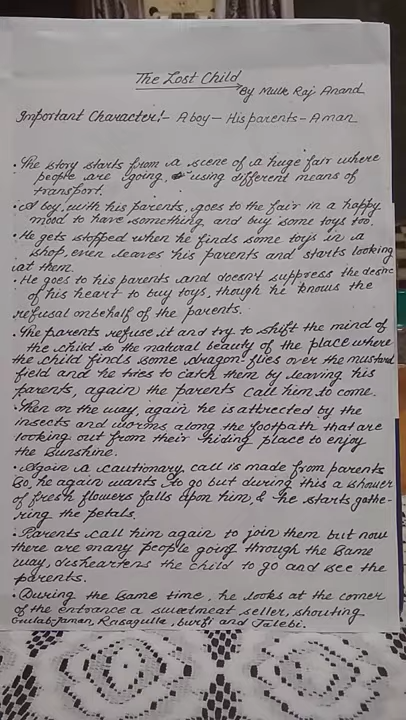 The Lost Child
By Mulk Raj Anand
Important Character:- A boy - His parents - A man
• The story starts from a scene of a huge fair where
people are going using different means of
transport.
• A boy, with his parents, goes to the fair in a happy
mood to have something and buy some toys too.
• He gets stopped when he finds some toys in a
shop, even leaves his parents and starts looking
at them.
• He goes to his parents and doesn't suppress the desire
of his heart to buy toys, though he knows the
refusal onbehalf of the parents.
• The parents refuse it and try to shift the mind of
the child to the natural beauty of the place where
the child finds some dragon-flies over the mustard
field and he tries to catch them by leaving his
parents, again the parents call him to come.
• Then on the way, again he is attrected by the
insects and worms along the footpath that are
looking out from their hiding place to enjoy
the Sunshine.
• Again a cautionary call is made from parents
So, he again wants to go but during this a shower
of fresh flowers falls upon him, & he starts gathe-
ring the petals.
• Parents call him again to join them but now
there are many people going through the same
way, disheartens the child to go and see the
parents.
• During the same time, he looks at the corner
of the entrance a sweetmeat seller, shouting
Gulab-Jaman, Rasagulla, burfi and Jalebi.